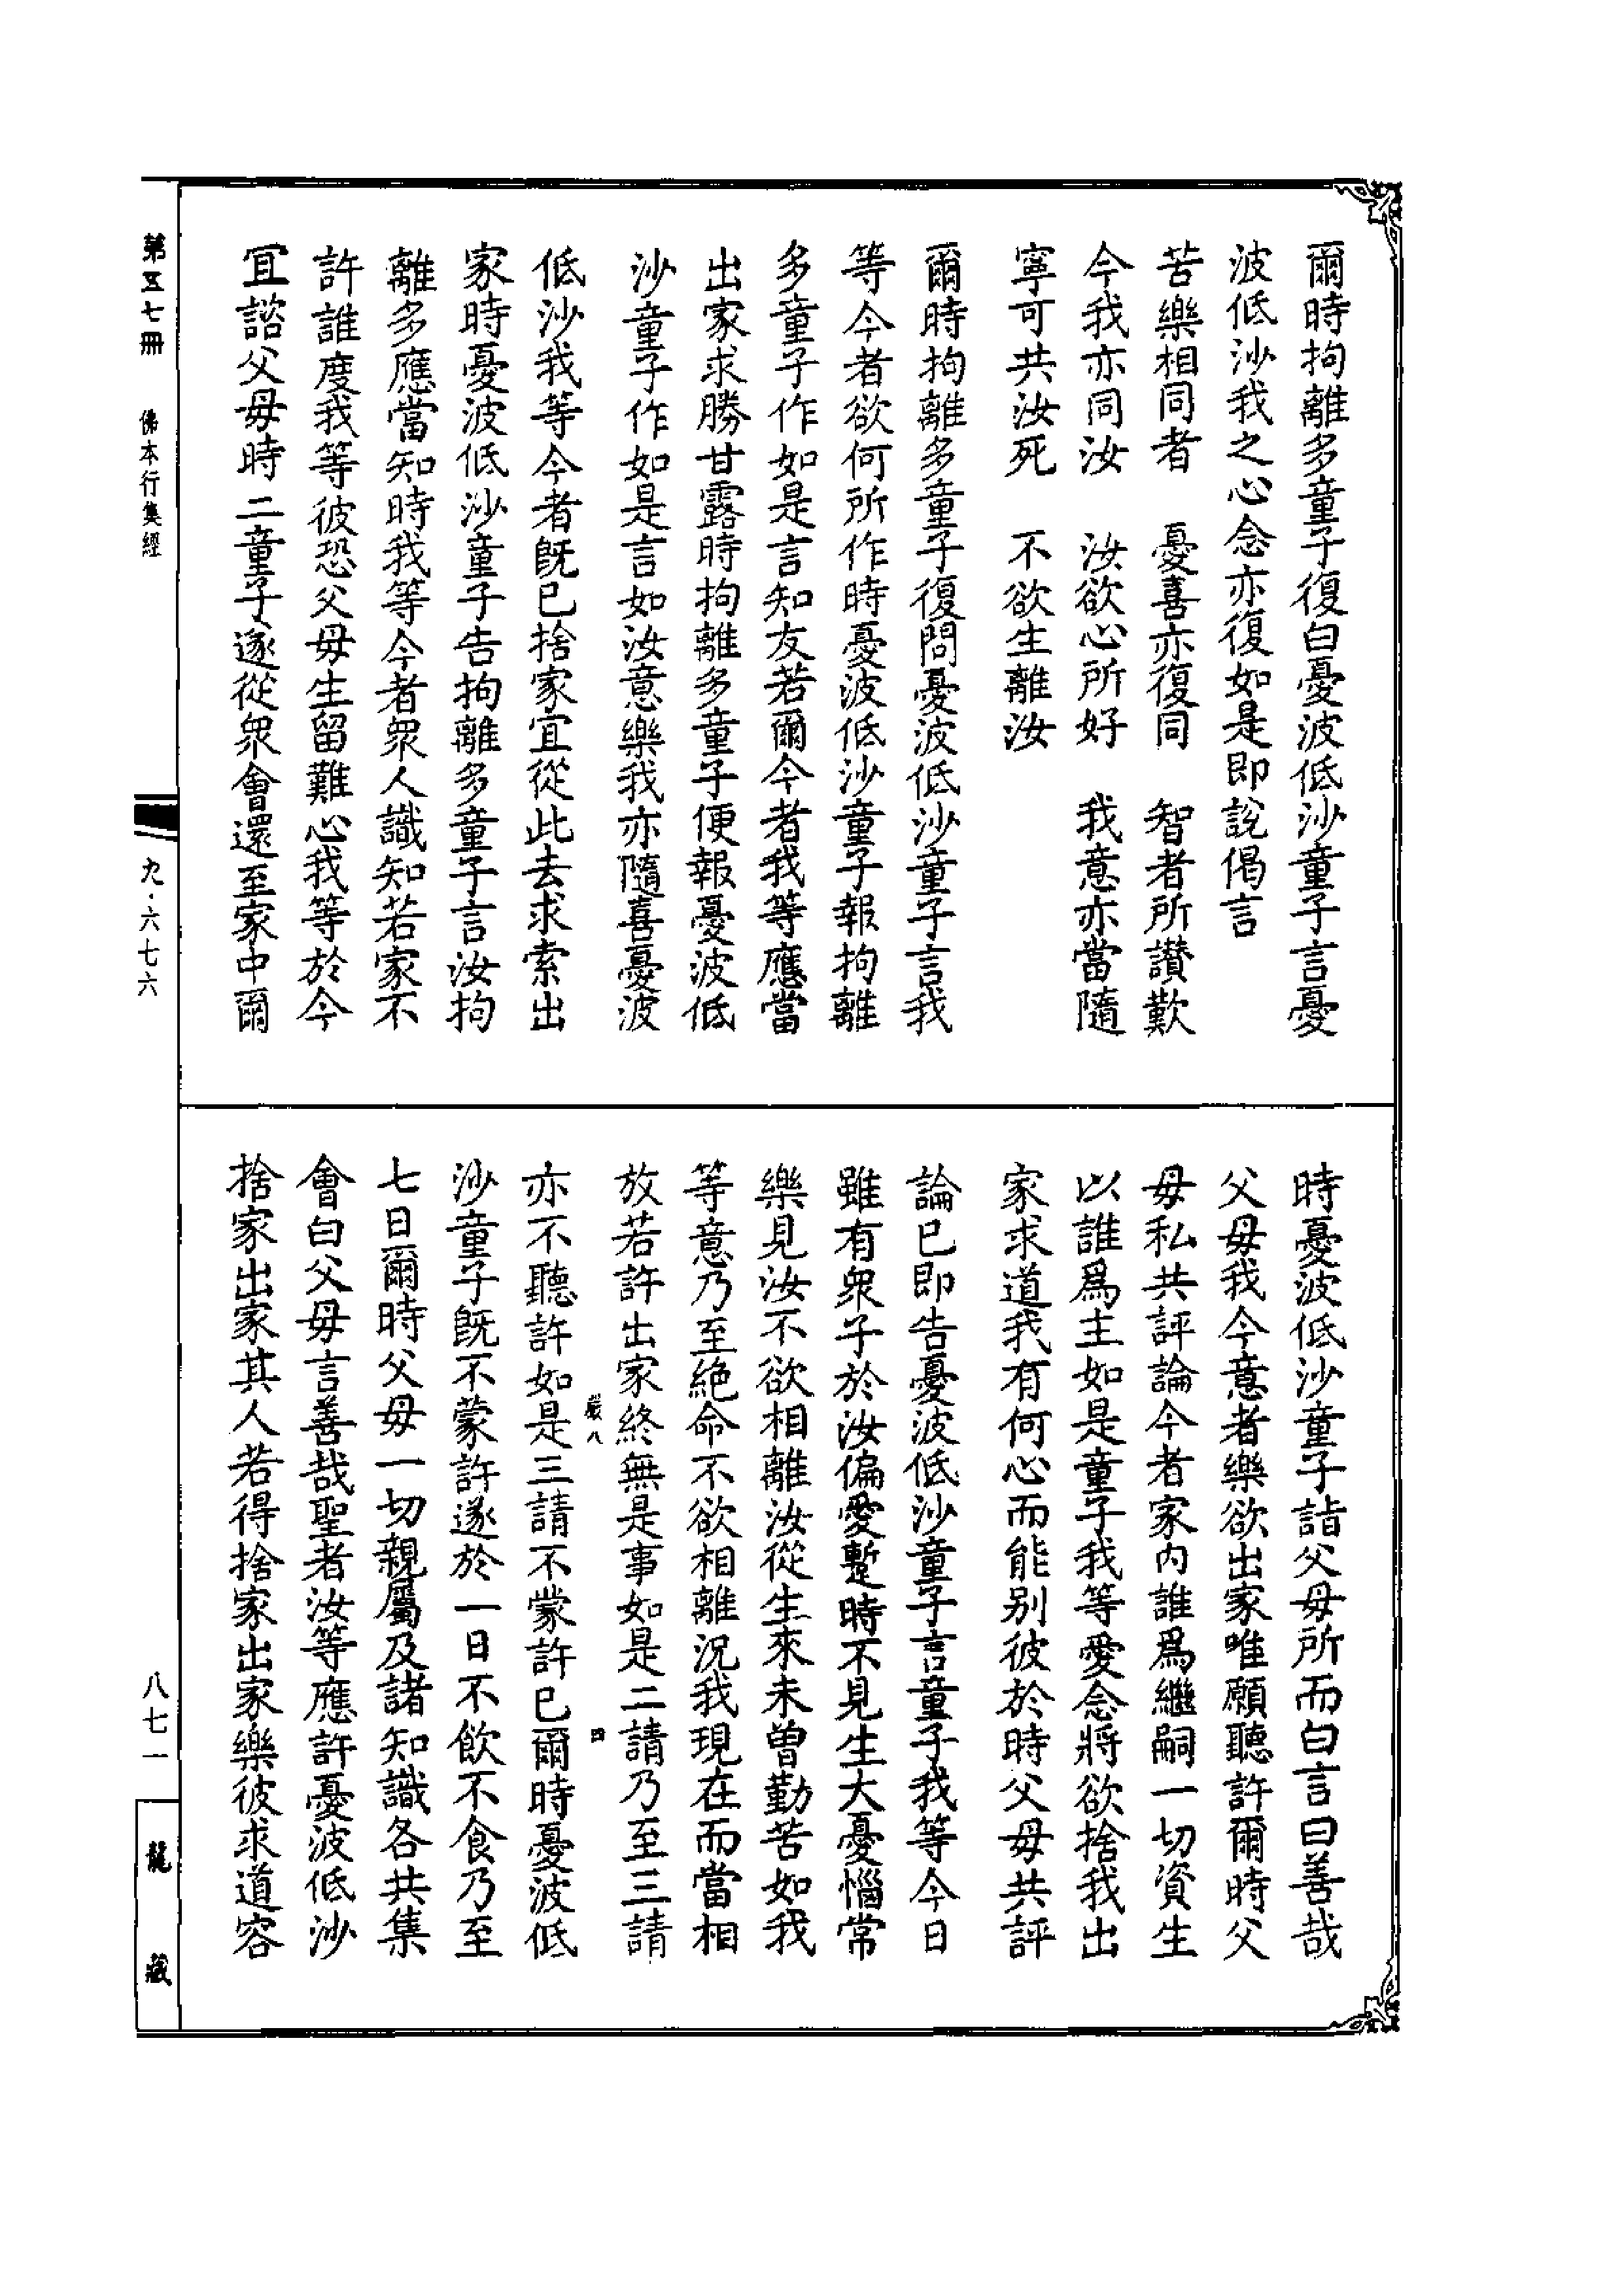 爾時拘離多童子復白憂波低沙童子言憂
波低沙我之心念亦復如是即說偈言
苦樂相同者　憂喜亦復同　智者所讃歎
今我亦同汝　汝欲心所好　我意亦當隨
寧可共汝死　不欲生離汝
爾時拘離多童子復問憂波低沙童子言我
等今者欲何所作時憂波低沙童子報拘離
多童子作如是言知友若爾今者我等應當
出家求勝甘露時拘離多童子便報憂波低
沙童子作如是言如汝意樂我亦隨喜憂波
低沙我等今者旣已捨家宜從此去求索出
家時憂波低沙童子告拘離多童子言汝拘
離多應當知時我等今者衆人識知若家不
許誰度我等彼恐父母生留難心我等於今
冝諮父母時二童子遂從衆會還至家中爾
時憂波低沙童子詣父母所而白言曰善哉
父母我今意者樂欲出家唯願聽許爾時父
母私共評論今者家内誰爲繼嗣一切資生
以誰爲主如是童子我等愛念將欲捨我出
家求道我有何心而能别彼於時父母共評
論已即告憂波低沙童子言童子我等今日
雖有衆子於汝偏愛蹔時不見生大憂惱常
樂見汝不欲相離汝從生來未曾勤苦如我
等意乃至絶命不欲相離況我現在而當相
放若許出家終無是事如是二請乃至三請
亦不聽許如是三請不蒙許已爾時憂波低
沙童子旣不蒙許遂於一日不飲不食乃至
七日爾時父母一切親屬及諸知識各共集
會白父母言善哉聖者汝等應許憂波低沙
捨家出家其人若得捨家出家樂彼求道容
嚴八
四
第五七冊　佛本行集經
九·六七六
八七一
龍藏